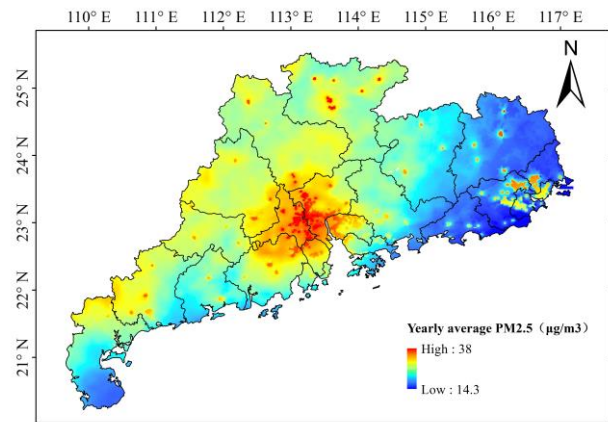 110° E 111° E 112° E 113° E 114° E 115° E 116° E 117° E
N
25° N
24° N
23° N
22° N
21° N
Yearly average PM2.5（μg/m3）
High : 38
Low : 14.3